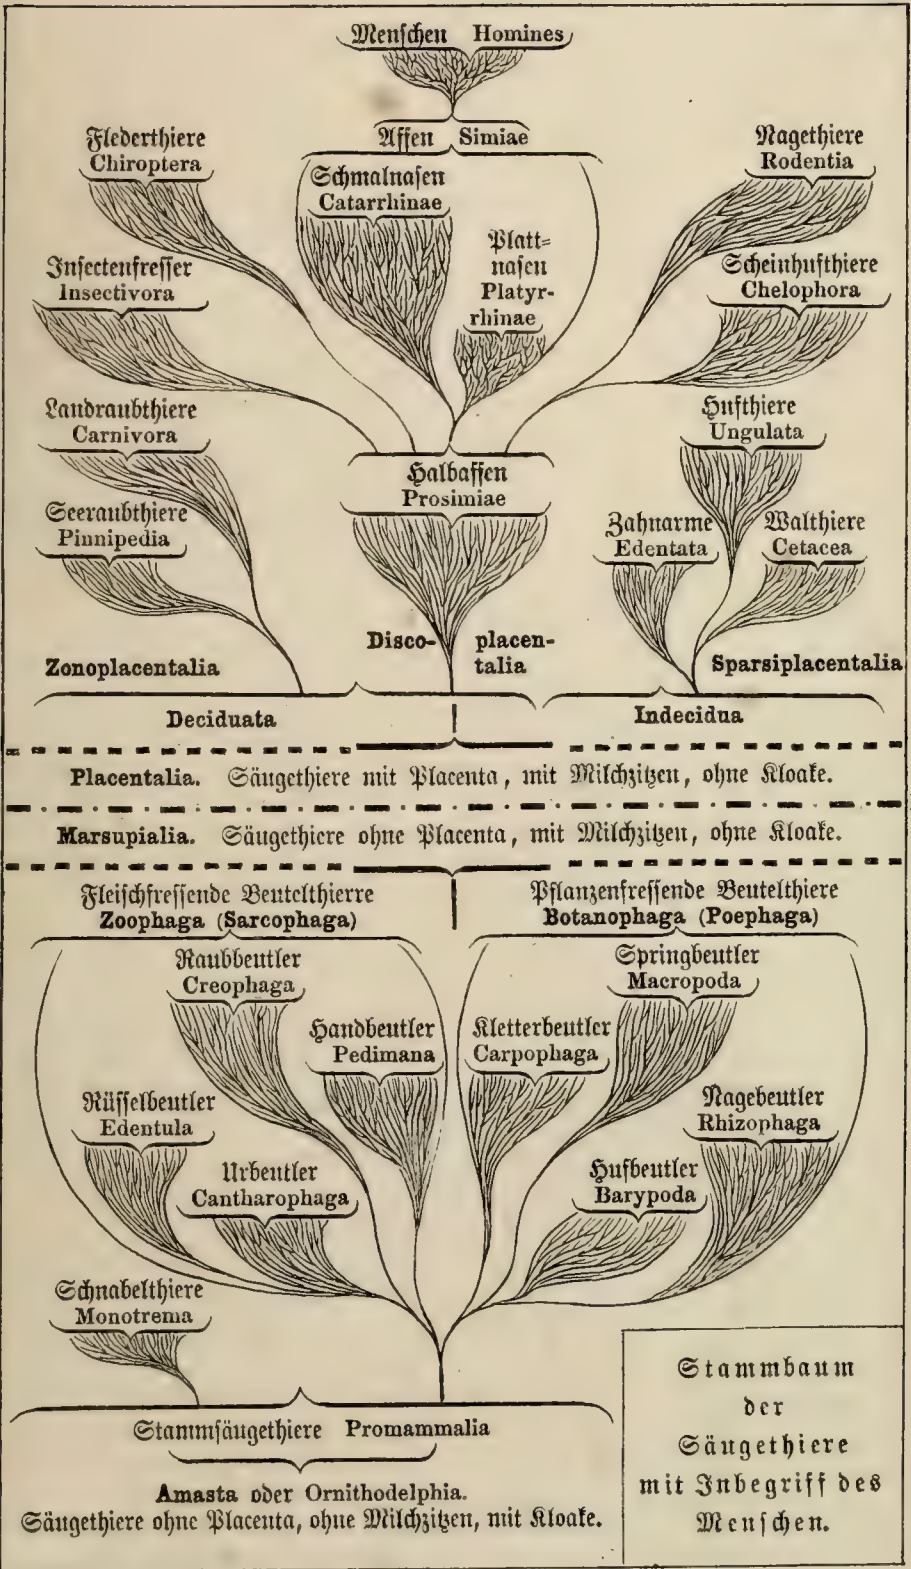 Menschen Homines
Affen Simiae
Flederthiere
Chiroptera
Nagethiere
Rodentia
Schmalnasen
Catarrhinae
Platt=
nasen
Platyr-
rhinae
Insectenfresser
Insectivora
Scheinhufthiere
Chelophora
Landraubthiere
Carnivora
Hufthiere
Ungulata
Halbaffen
Prosimiae
Seeraubthiere
Pinnipedia
Zahnarme
Edentata
Walthiere
Cetacea
Zonoplacentalia
Disco- placen-
talia
Sparsiplacentalia
Deciduata
Indecidua
Placentalia. Säugethiere mit Placenta, mit Milchzitzen, ohne Kloake.
Marsupialia. Säugethiere ohne Placenta, mit Milchzitzen, ohne Kloake.
Fleischfressende Beutelthierre
Zoophaga (Sarcophaga)
Pflanzenfressende Beutelthiere
Botanophaga (Poephaga)
Raubbeutler
Creophaga
Springbeutler
Macropoda
Handbeutler
Pedimana
Kletterbeutler
Carpophaga
Rüsselbeutler
Edentula
Nagebeutler
Rhizophaga
Urbeutler
Cantharophaga
Hufbeutler
Barypoda
Schnabelthiere
Monotrema
Stammsäugethiere Promammalia
Amasta oder Ornithodelphia.
Säugethiere ohne Placenta, ohne Milchzitzen, mit Kloake.
Stammbaum
der
Säugethiere
mit Inbegriff des
Menschen.